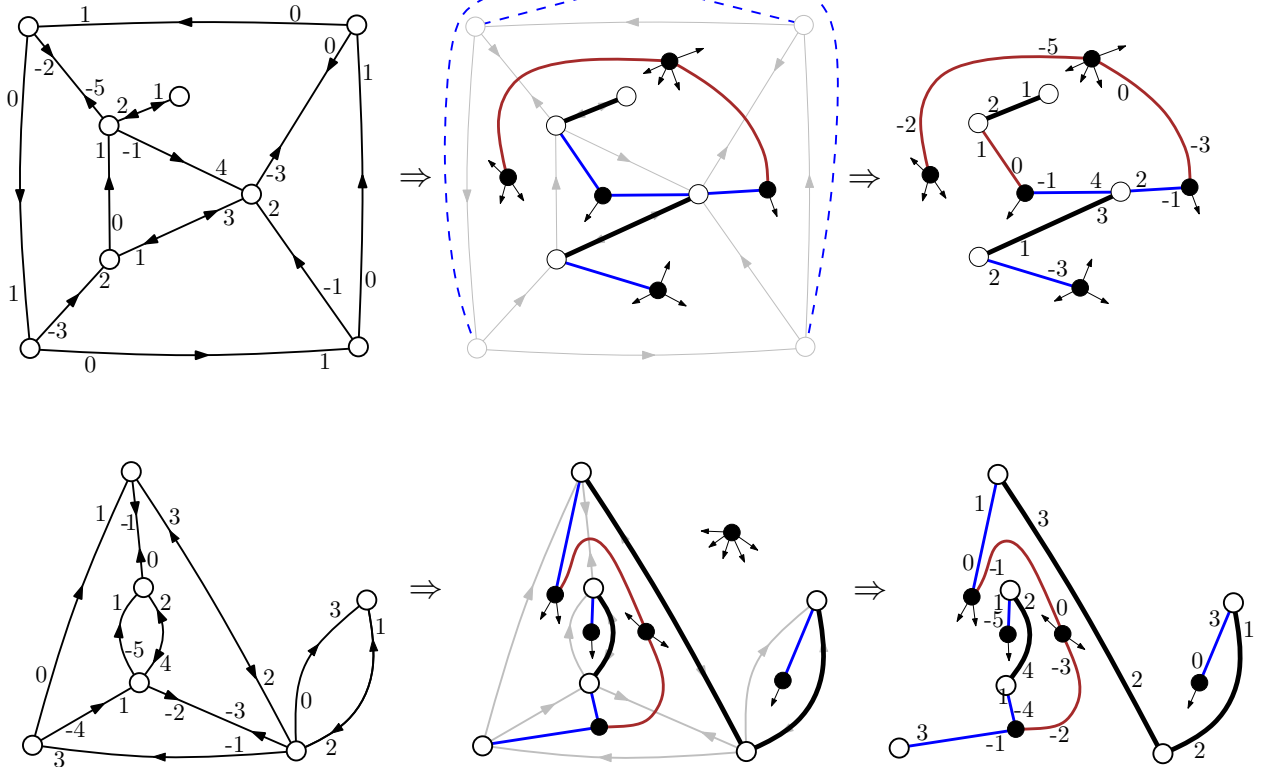 1 0 0 -5
-2 1 0
-5 2 1 2 1 0
0 1 -1 4 -3 -2 1 0 -3
0 3 2 -1 4 2 -1
1 2 1 -1 0 3 1
-3 2 -3
0 1
⇒ ⇒
1 -1 3 1 3
0 0 -1
1 2 3 1 1 2 0 3 1
-5 4 -5 -3
0 1 -2 -3 2 0 4 0 2
-4 1 -4
3 -1 2 3 -1 -2 2
⇒ ⇒